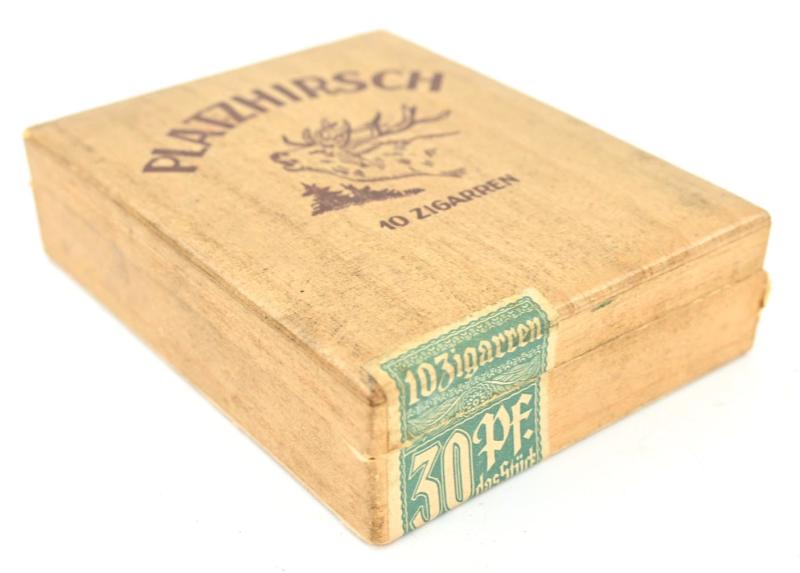 PLATZHIRSCH
10 ZIGARREN
10 Zigarren
30 Pf.
das Stück